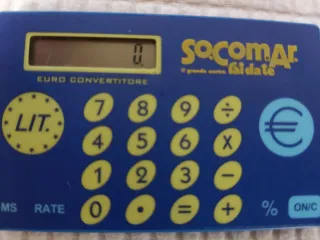 0.
SOCOMAR
Il grande centro fai da te
EURO CONVERTITORE
LIT.
7 8 9 ÷
4 5 6 X
€
1 2 3 -
MS RATE 0 • = + % ON/C